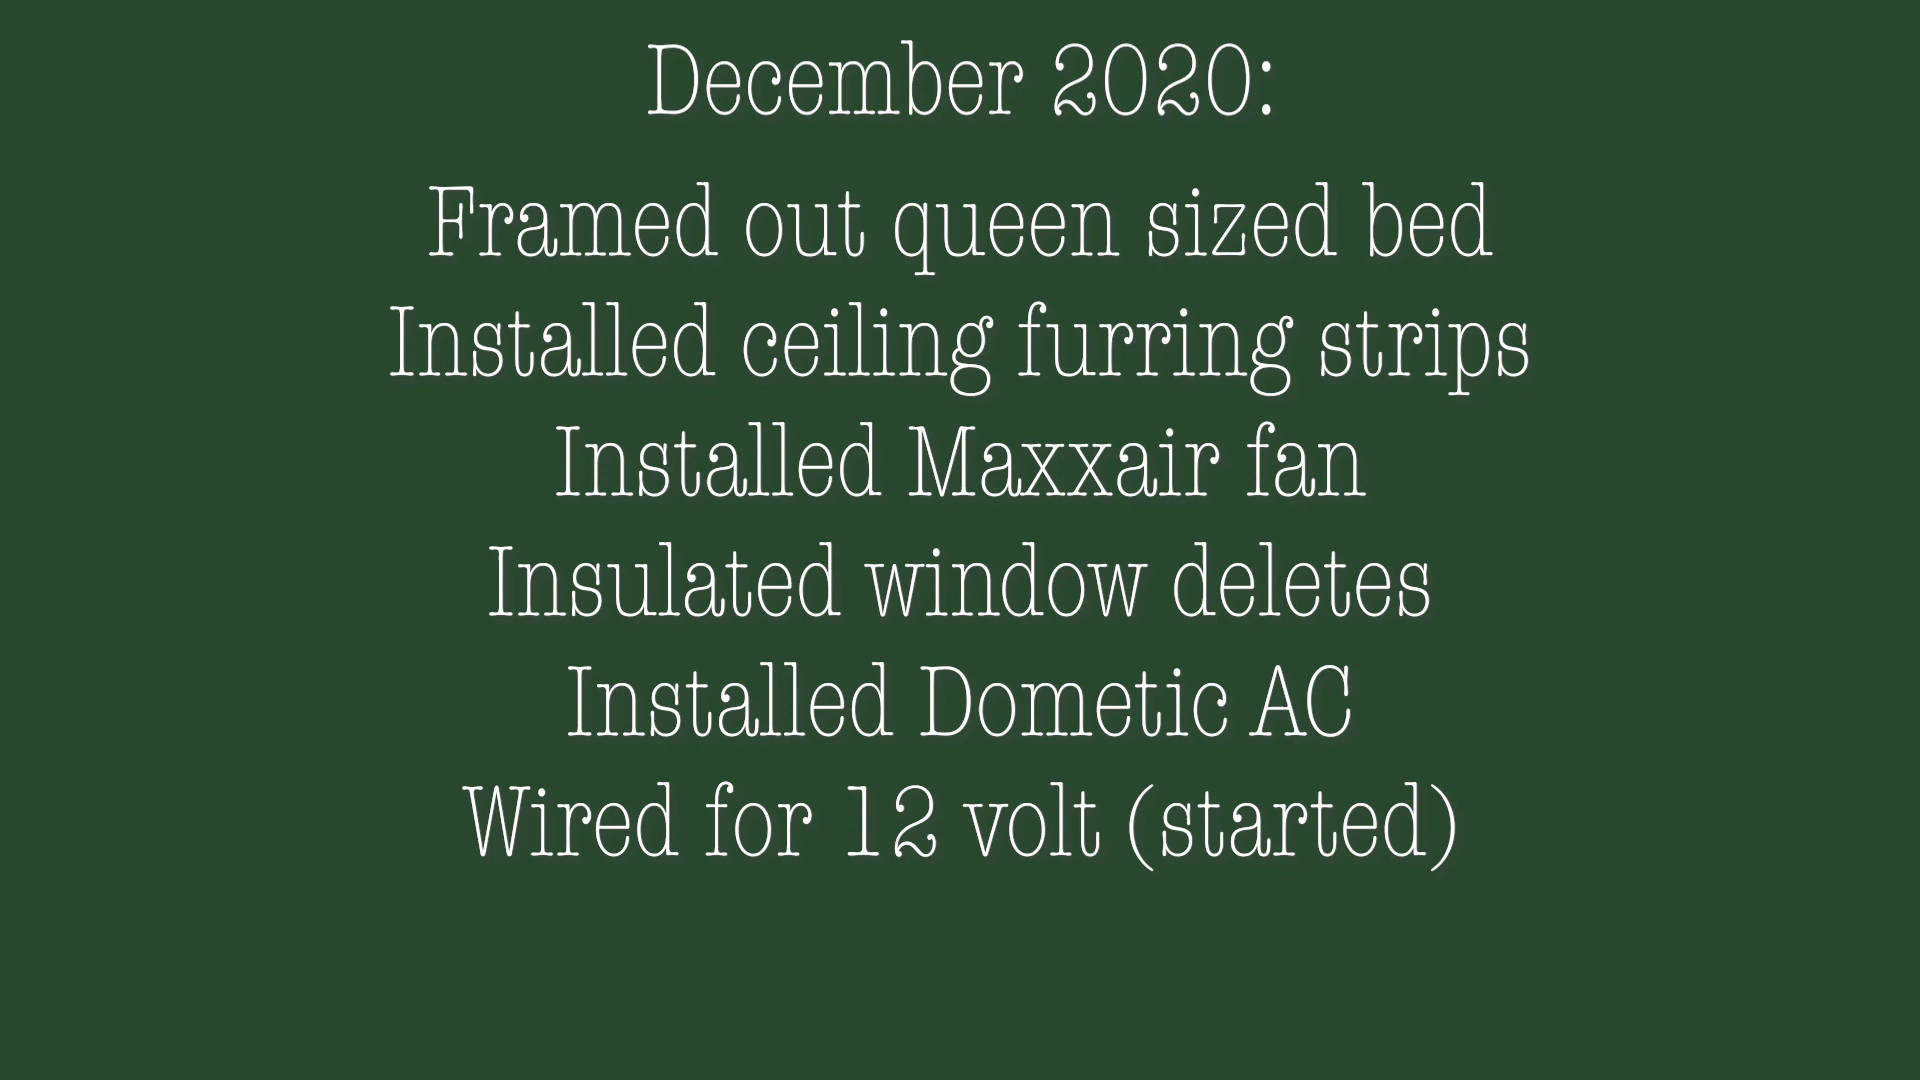 December 2020:
Framed out queen sized bed
Installed ceiling furring strips
Installed Maxxair fan
Insulated window deletes
Installed Dometic AC
Wired for 12 volt (started)